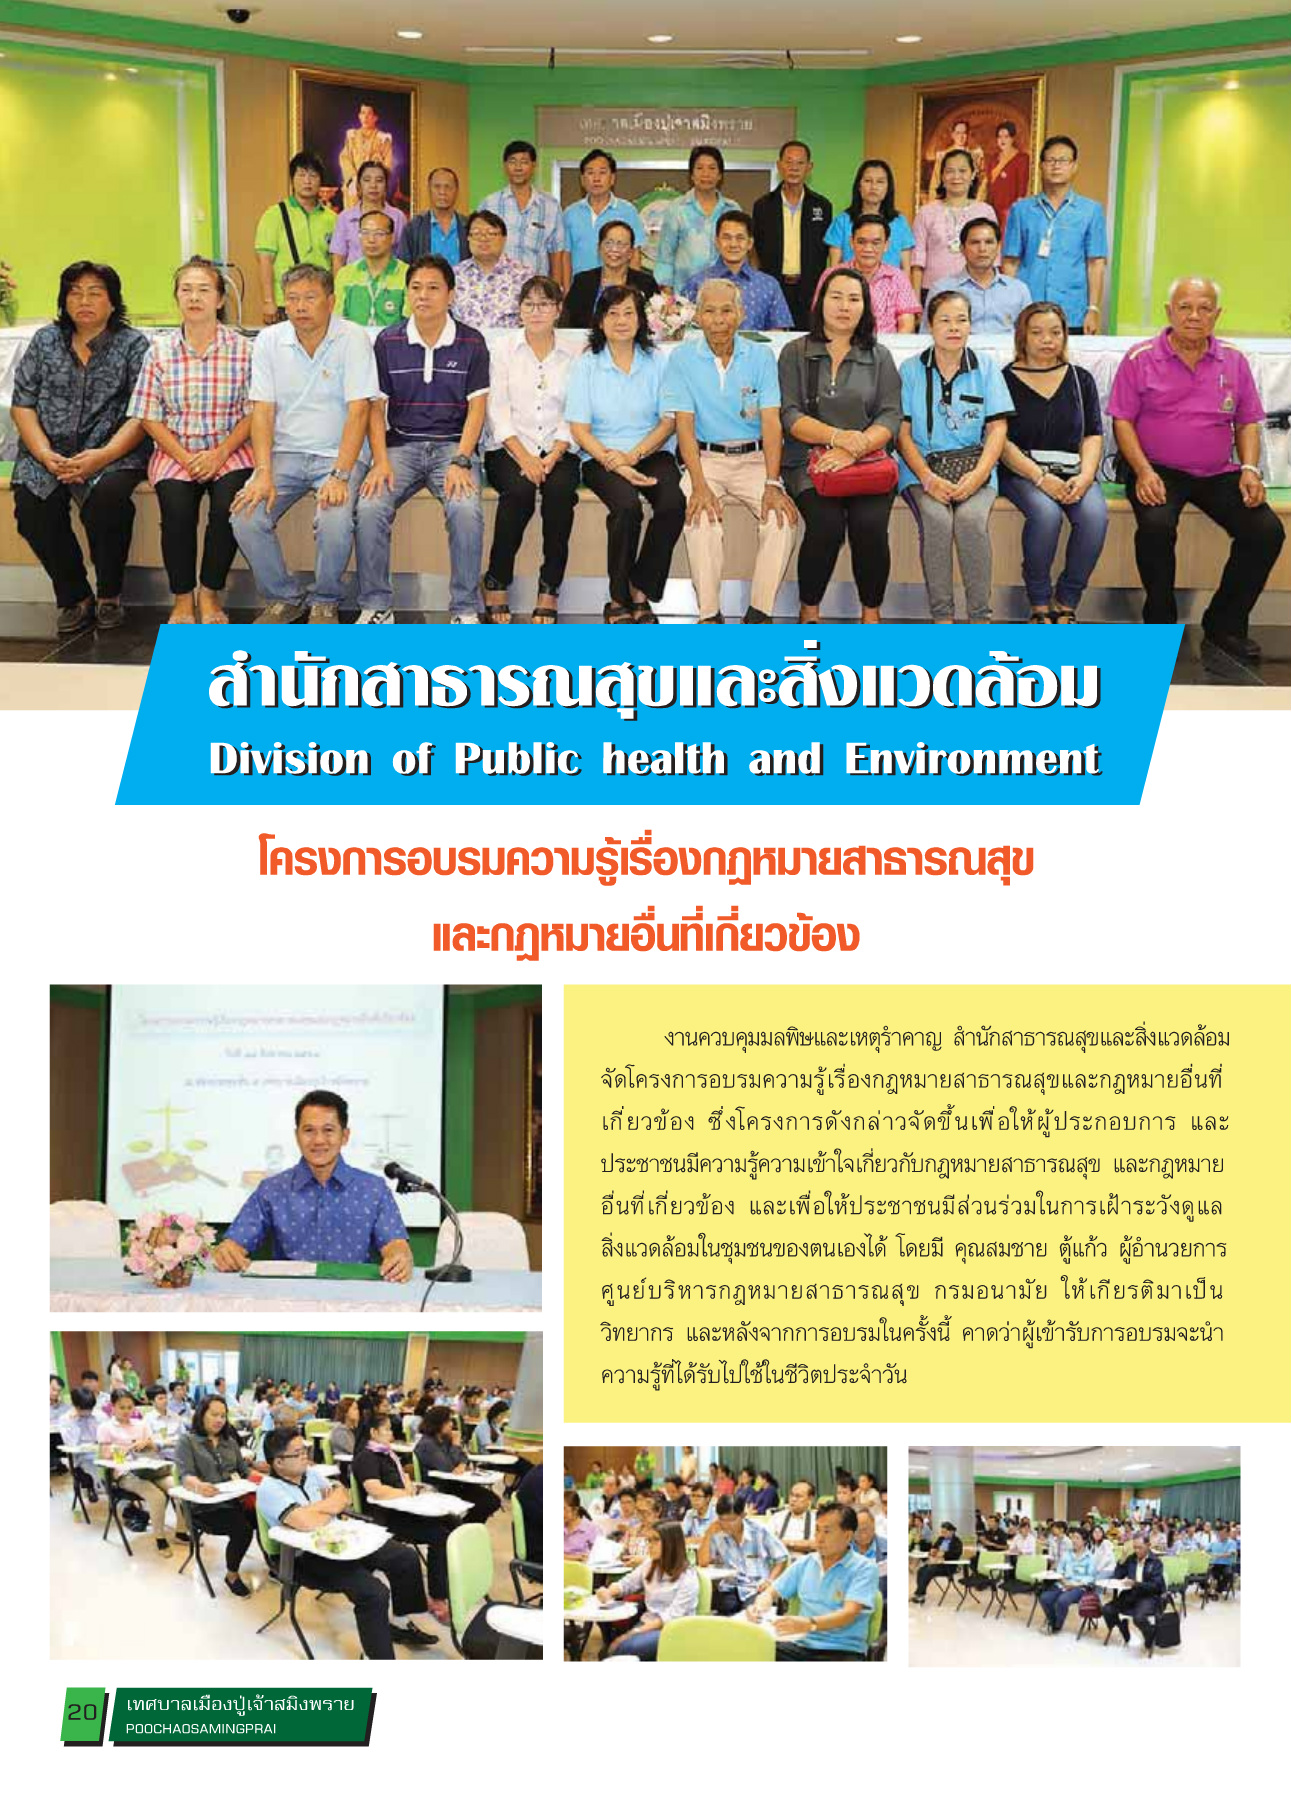 เทศบาลเมืองปู่เจ้าสมิงพราย
สำนักสาธารณสุขและสิ่งแวดล้อม
Division of Public health and Environment
โครงการอบรมความรู้เรื่องกฎหมายสาธารณสุข
และกฎหมายอื่นที่เกี่ยวข้อง
งานควบคุมมลพิษและเหตุรำคาญ สำนักสาธารณสุขและสิ่งแวดล้อม
จัดโครงการอบรมความรู้เรื่องกฎหมายสาธารณสุขและกฎหมายอื่นที่
เกี่ยวข้อง ซึ่งโครงการดังกล่าวจัดขึ้นเพื่อให้ผู้ประกอบการ และ
ประชาชนมีความรู้ความเข้าใจเกี่ยวกับกฎหมายสาธารณสุข และกฎหมาย
อื่นที่เกี่ยวข้อง และเพื่อให้ประชาชนมีส่วนร่วมในการเฝ้าระวังดูแล
สิ่งแวดล้อมในชุมชนของตนเองได้ โดยมี คุณสมชาย ตู้แก้ว ผู้อำนวยการ
ศูนย์บริหารกฎหมายสาธารณสุข กรมอนามัย ให้เกียรติมาเป็น
วิทยากร และหลังจากการอบรมในครั้งนี้ คาดว่าผู้เข้ารับการอบรมจะนำ
ความรู้ที่ได้รับไปใช้ในชีวิตประจำวัน
20
เทศบาลเมืองปู่เจ้าสมิงพราย
POOCHAOSAMINGPRAI